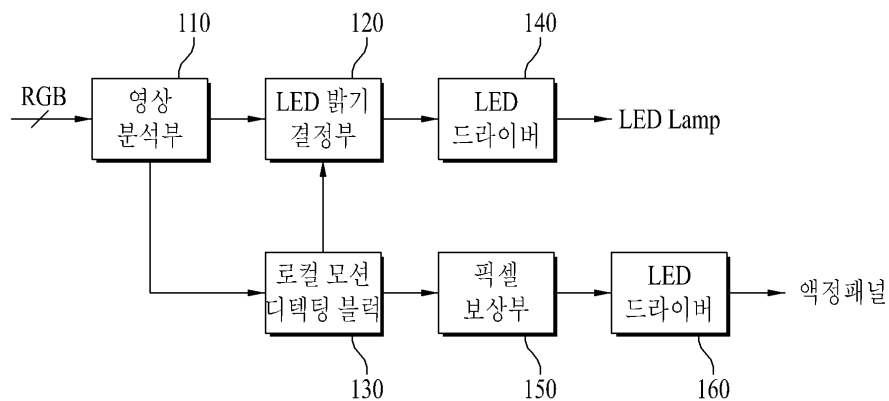 110
120
140
RGB
영상
분석부
LED 밝기
결정부
LED
드라이버
LED Lamp
로컬 모션
디텍팅 블럭
픽셀
보상부
LED
드라이버
액정패널
130
150
160